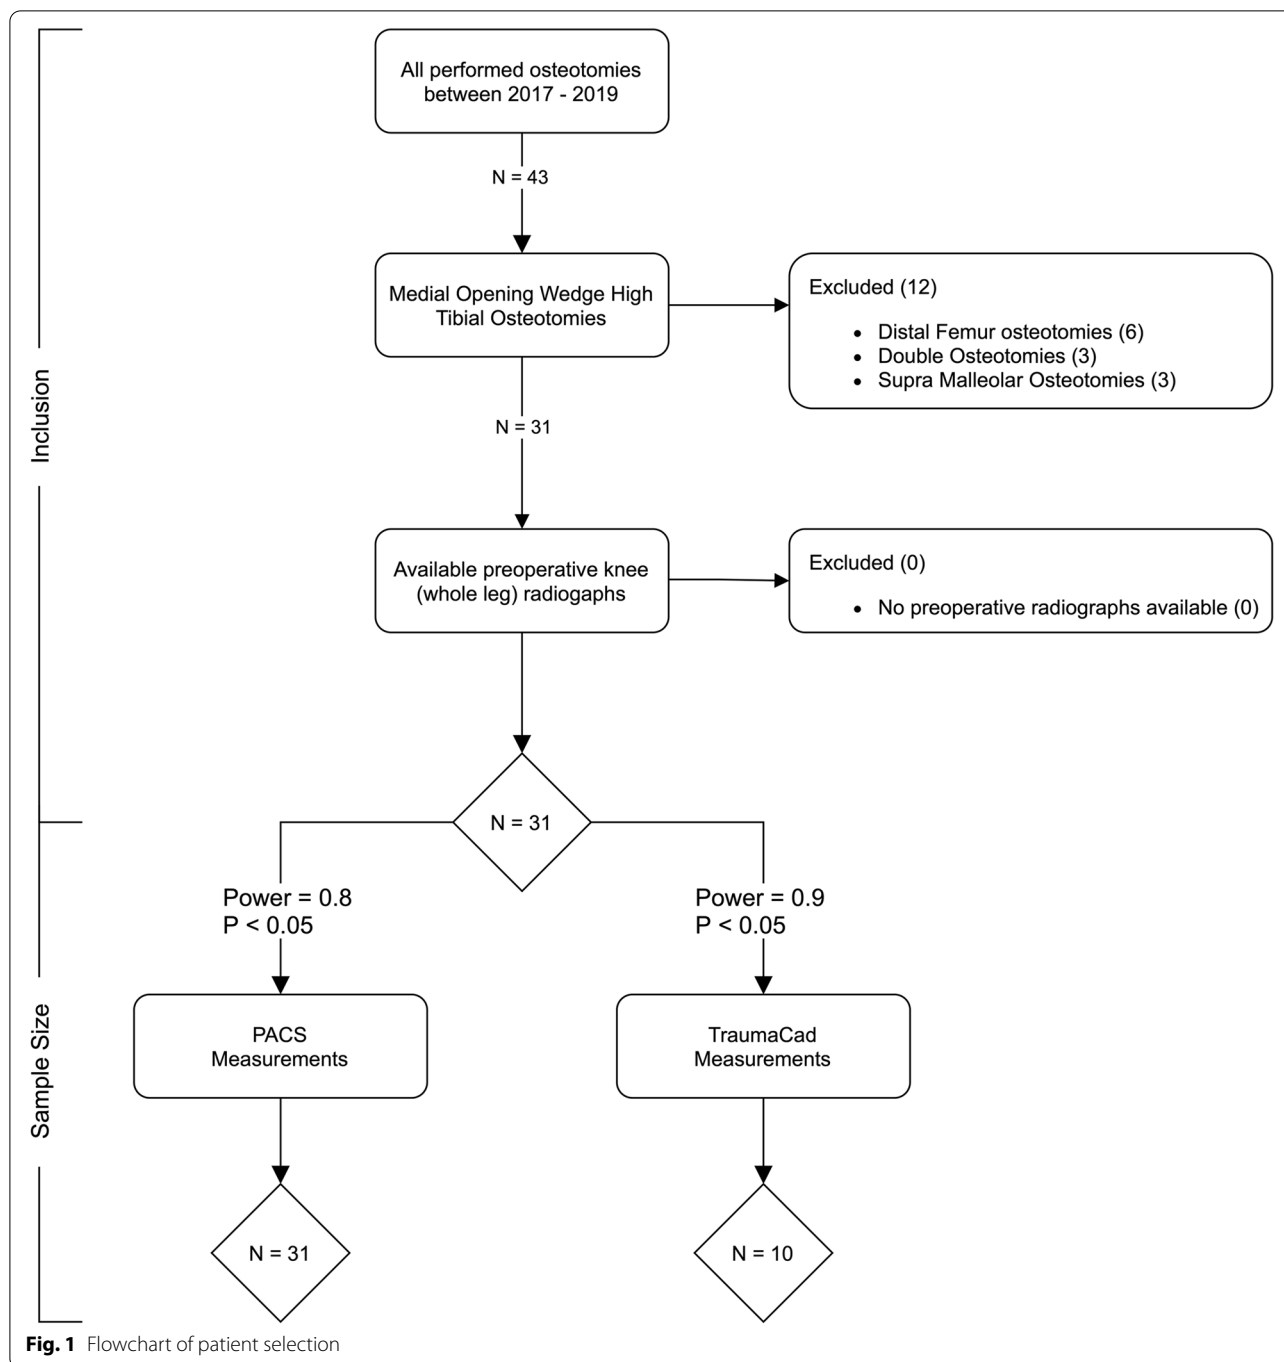 All performed osteotomies
between 2017 - 2019
N = 43
Medial Opening Wedge High
Tibial Osteotomies
Excluded (12)
• Distal Femur osteotomies (6)
• Double Osteotomies (3)
• Supra Malleolar Osteotomies (3)
Inclusion
N = 31
Available preoperative knee
(whole leg) radiogaphs
Excluded (0)
• No preoperative radiographs available (0)
N = 31
Power = 0.8
P < 0.05
Power = 0.9
P < 0.05
Sample Size
PACS
Measurements
TraumaCad
Measurements
N = 31
N = 10
Fig. 1 Flowchart of patient selection